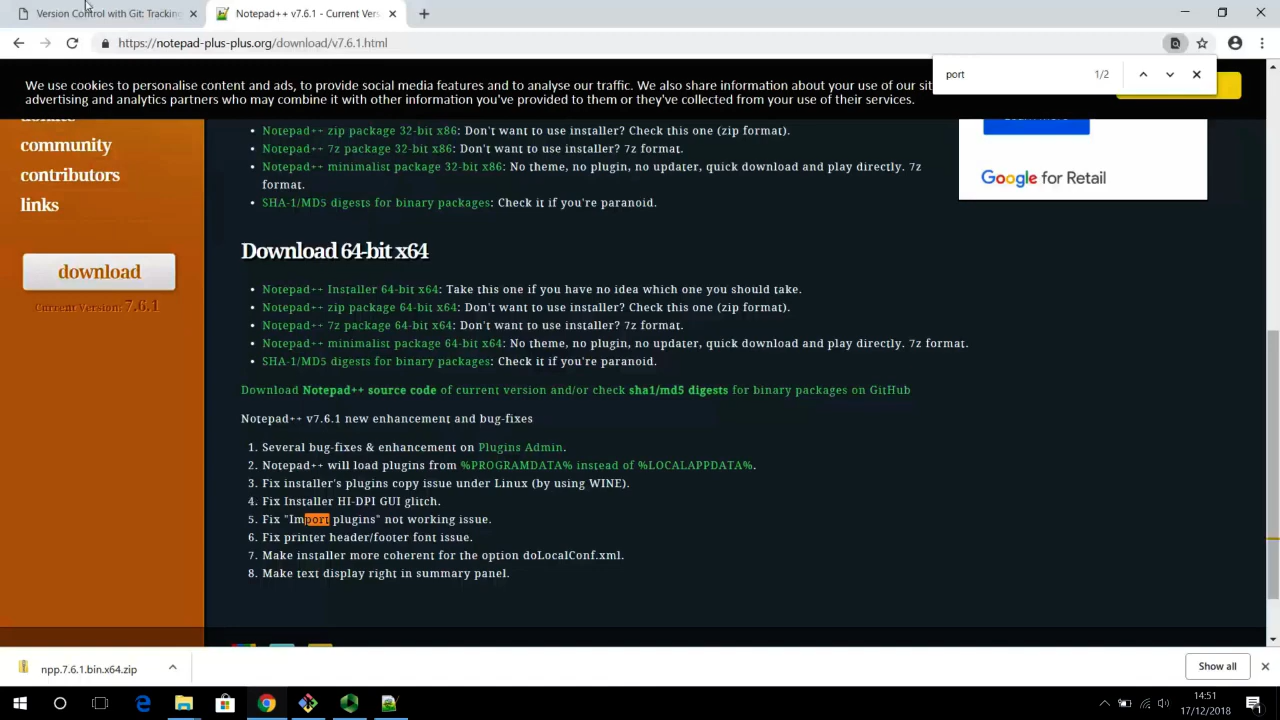 Version Control with Git: Tracking
Notepad++ v7.6.1 - Current Vers
https://notepad-plus-plus.org/download/v7.6.1.html
port
1/2
We use cookies to personalise content and ads, to provide social media features and to analyse our traffic. We also share information about your use of our
advertising and analytics partners who may combine it with other information you've provided to them or they've collected from your use of their services.
community
contributors
links
download
Current Version: 7.6.1
• Notepad++ zip package 32-bit x86: Don't want to use installer? Check this one (zip format).
• Notepad++ 7z package 32-bit x86: Don't want to use installer? 7z format.
• Notepad++ minimalist package 32-bit x86: No theme, no plugin, no updater, quick download and play directly. 7z
format.
• SHA-1/MD5 digests for binary packages: Check it if you're paranoid.
Google for Retail
Download 64-bit x64
• Notepad++ Installer 64-bit x64: Take this one if you have no idea which one you should take.
• Notepad++ zip package 64-bit x64: Don't want to use installer? Check this one (zip format).
• Notepad++ 7z package 64-bit x64: Don't want to use installer? 7z format.
• Notepad++ minimalist package 64-bit x64: No theme, no plugin, no updater, quick download and play directly. 7z format.
• SHA-1/MD5 digests for binary packages: Check it if you're paranoid.
Download Notepad++ source code of current version and/or check sha1/md5 digests for binary packages on GitHub
Notepad++ v7.6.1 new enhancement and bug-fixes
1. Several bug-fixes & enhancement on Plugins Admin.
2. Notepad++ will load plugins from %PROGRAMDATA% instead of %LOCALAPPDATA%.
3. Fix installer's plugins copy issue under Linux (by using WINE).
4. Fix Installer HI-DPI GUI glitch.
5. Fix "Import plugins" not working issue.
6. Fix printer header/footer font issue.
7. Make installer more coherent for the option doLocalConf.xml.
8. Make text display right in summary panel.
npp.7.6.1.bin.x64.zip
Show all
14:51
17/12/2018